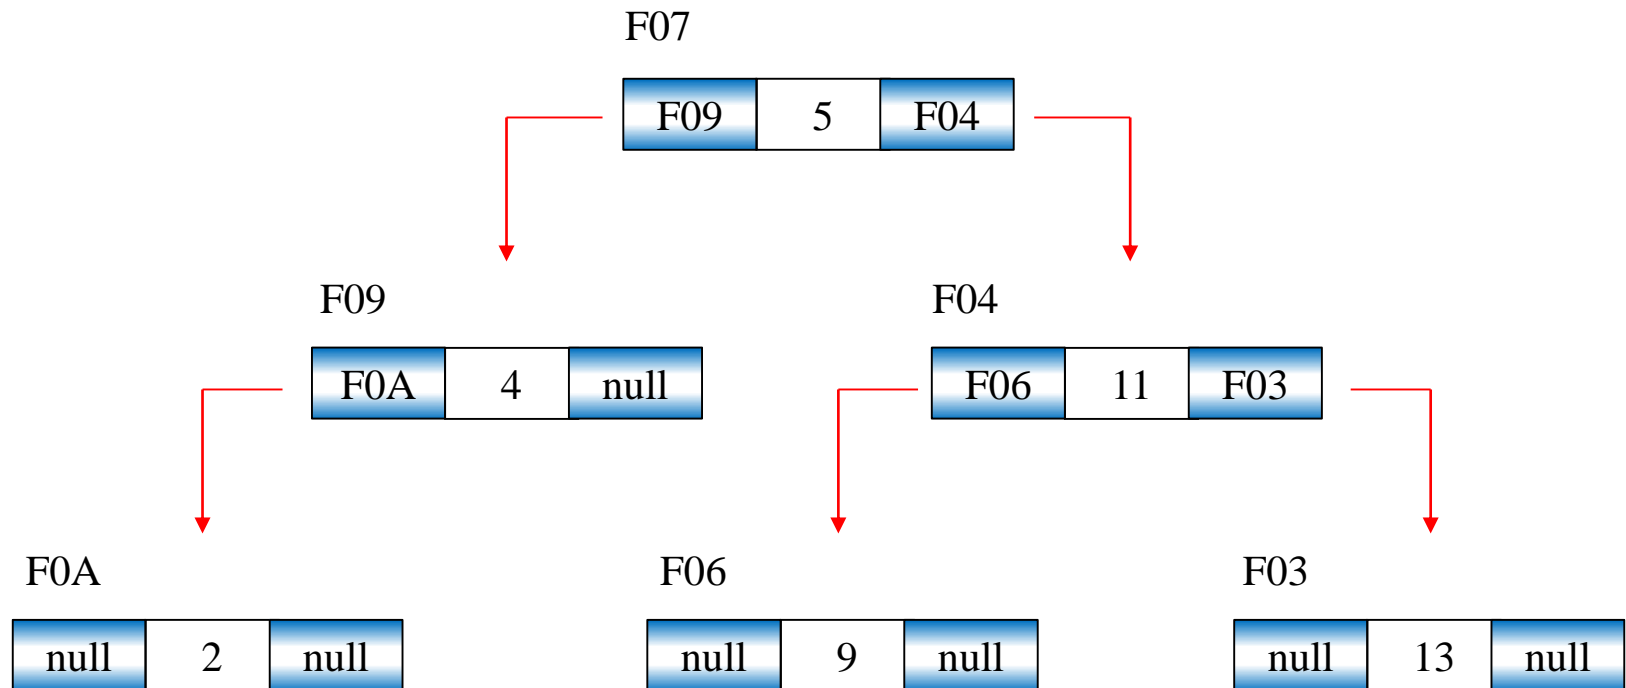 F07
F09 5 F04
F09 F04
F0A 4 null F06 11 F03
F0A F06 F03
null 2 null null 9 null null 13 null